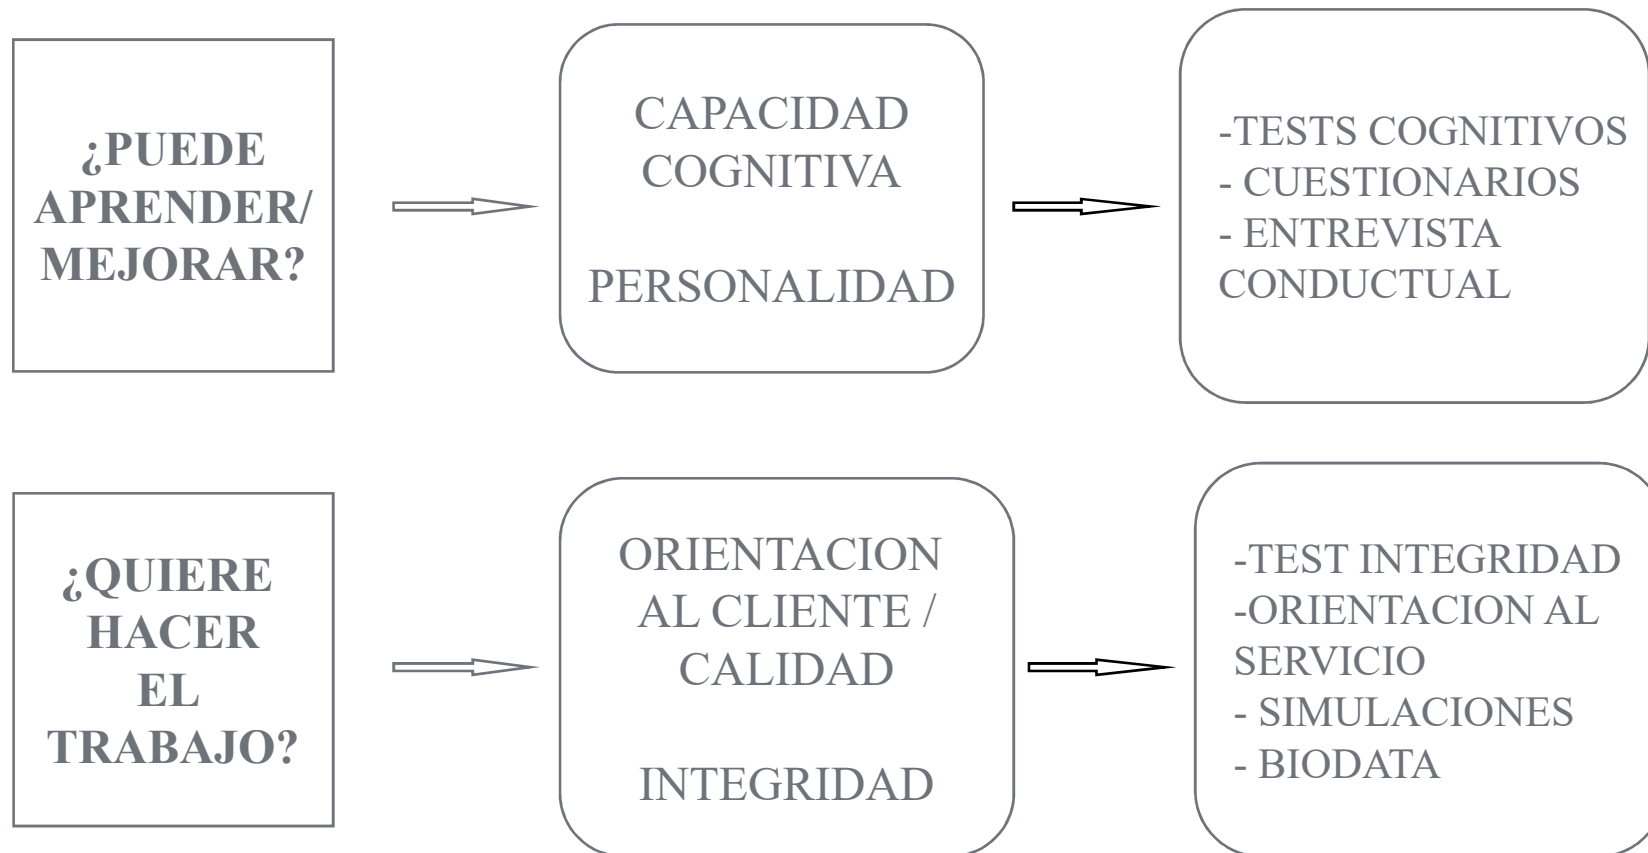 ¿PUEDE
APRENDER/
MEJORAR?
CAPACIDAD
COGNITIVA
PERSONALIDAD
-TESTS COGNITIVOS
- CUESTIONARIOS
- ENTREVISTA
CONDUCTUAL
¿QUIERE
HACER
EL
TRABAJO?
ORIENTACION
AL CLIENTE /
CALIDAD
INTEGRIDAD
-TEST INTEGRIDAD
-ORIENTACION AL
SERVICIO
- SIMULACIONES
- BIODATA